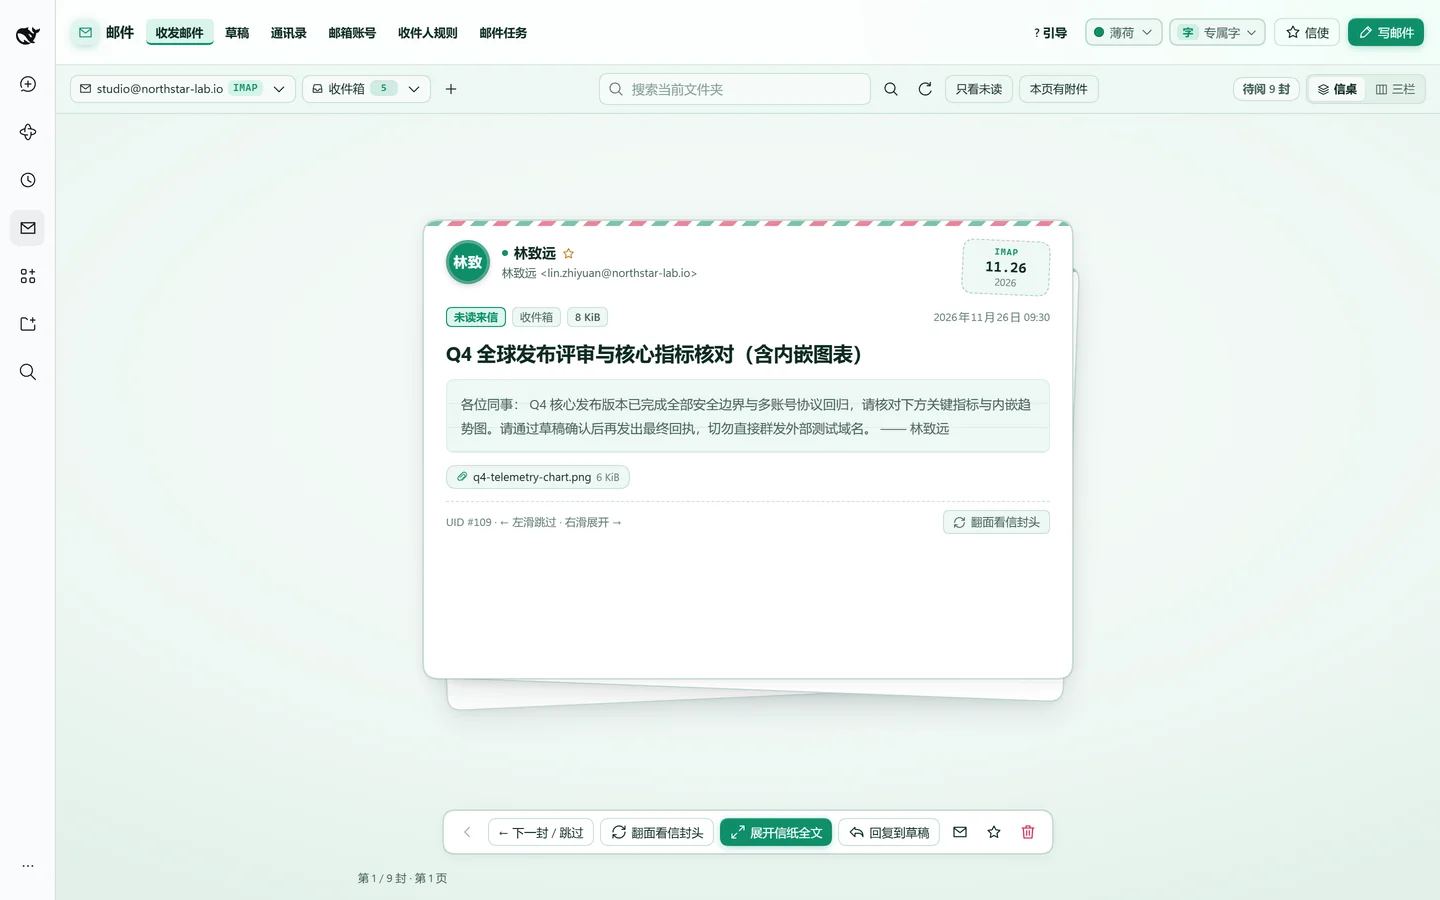 邮件
收发邮件
草稿
通讯录
邮箱账号
收件人规则
邮件任务
? 引导
薄荷
字 专属字
信使
写邮件
studio@northstar-lab.io IMAP
收件箱 5
搜索当前文件夹
只看未读
本页有附件
待阅 9 封
信桌
三栏
林致
林致远
林致远 <lin.zhiyuan@northstar-lab.io>
IMAP
11.26
2026
未读来信
收件箱
8 KiB
2026年11月26日 09:30
Q4 全球发布评审与核心指标核对（含内嵌图表）
各位同事： Q4 核心发布版本已完成全部安全边界与多账号协议回归，请核对下方关键指标与内嵌趋
势图。请通过草稿确认后再发出最终回执，切勿直接群发外部测试域名。 —— 林致远
q4-telemetry-chart.png 6 KiB
UID #109 · ← 左滑跳过 · 右滑展开 →
翻面看信封头
← 下一封 / 跳过
翻面看信封头
展开信纸全文
回复到草稿
第 1 / 9 封 · 第 1 页